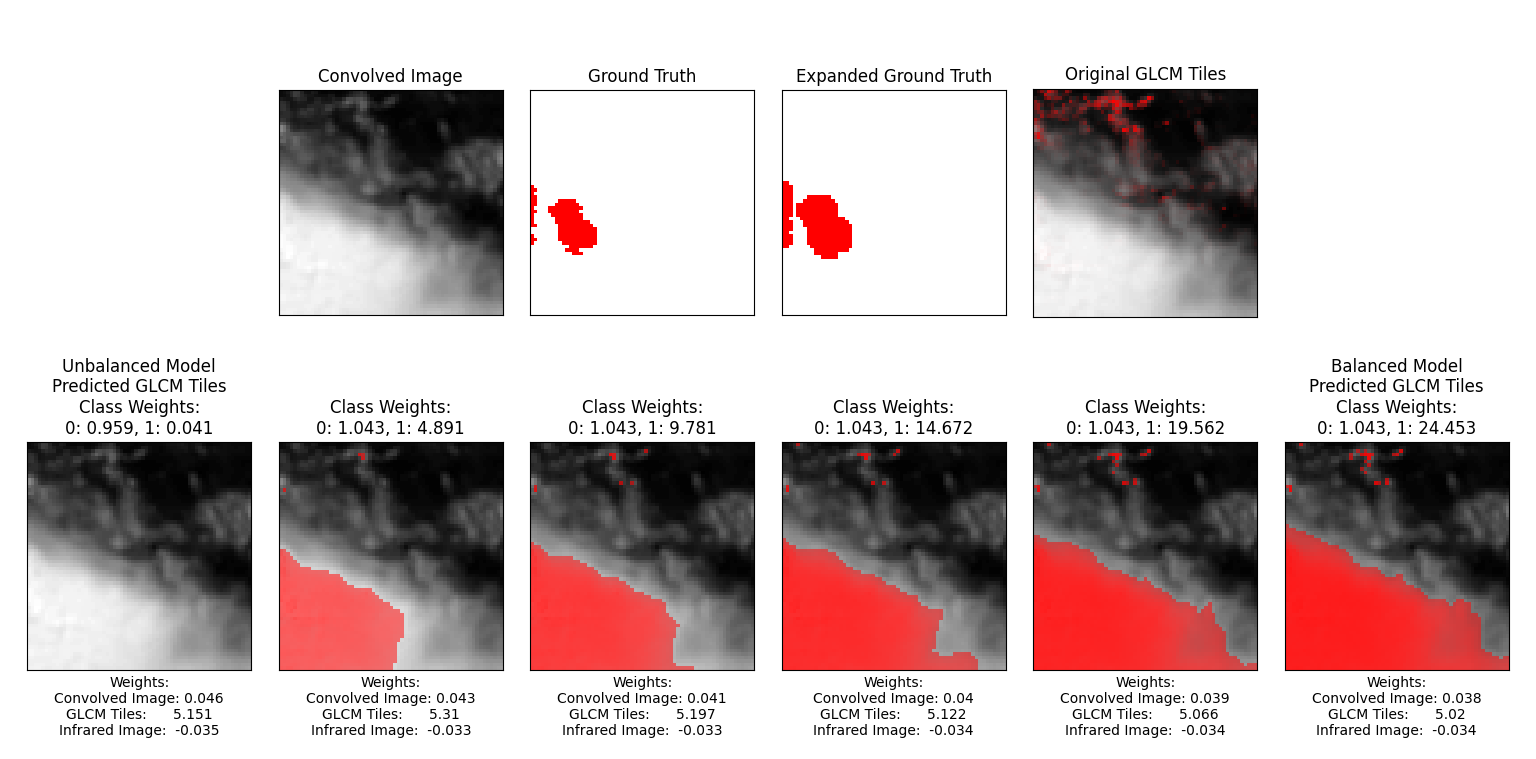 Convolved Image
Ground Truth
Expanded Ground Truth
Original GLCM Tiles
Unbalanced Model
Predicted GLCM Tiles
Class Weights:
0: 0.959, 1: 0.041
Class Weights:
0: 1.043, 1: 4.891
Class Weights:
0: 1.043, 1: 9.781
Class Weights:
0: 1.043, 1: 14.672
Class Weights:
0: 1.043, 1: 19.562
Balanced Model
Predicted GLCM Tiles
Class Weights:
0: 1.043, 1: 24.453
Weights:
Convolved Image: 0.046
GLCM Tiles: 5.151
Infrared Image: -0.035
Weights:
Convolved Image: 0.043
GLCM Tiles: 5.31
Infrared Image: -0.033
Weights:
Convolved Image: 0.041
GLCM Tiles: 5.197
Infrared Image: -0.033
Weights:
Convolved Image: 0.04
GLCM Tiles: 5.122
Infrared Image: -0.034
Weights:
Convolved Image: 0.039
GLCM Tiles: 5.066
Infrared Image: -0.034
Weights:
Convolved Image: 0.038
GLCM Tiles: 5.02
Infrared Image: -0.034